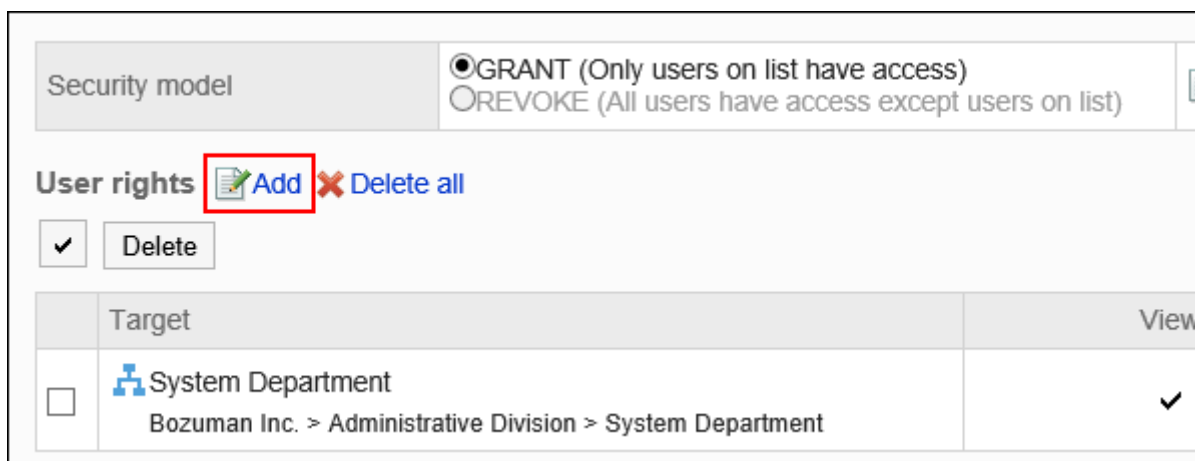 Security model
GRANT (Only users on list have access)
REVOKE (All users have access except users on list)
User rights Add Delete all
Delete
Target View
System Department
Bozuman Inc. > Administrative Division > System Department